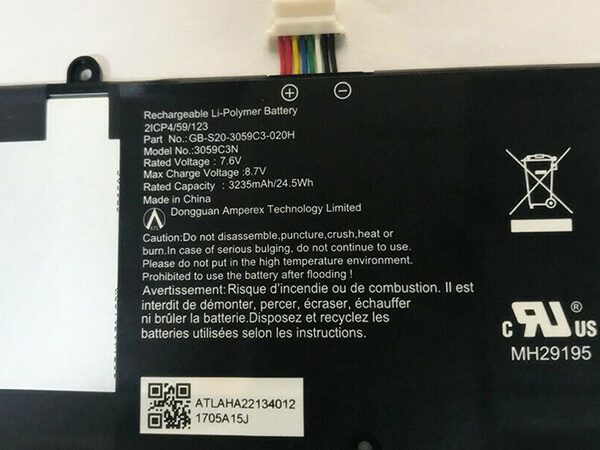 Rechargeable Li-Polymer Battery
2ICP4/59/123
Part No.:GB-S20-3059C3-020H
Model No.:3059C3N
Rated Voltage : 7.6V
Max Charge Voltage : 8.7V
Rated Capacity : 3235mAh/24.5Wh
Made in China
Dongguan Amperex Technology Limited
Caution:Do not disassemble,puncture,crush,heat or
burn.In case of serious bulging, do not continue to use.
Please do not put in the high temperature environment.
Prohibited to use the battery after flooding !
Avertissement:Risque d'incendie ou de combustion. Il est
interdit de démonter, percer, écraser, échauffer
ni brûler la batterie.Disposez et recyclez les
batteries utilisées selon les instructions.
c RU ® US
MH29195
ATLAHA22134012
1705A15J